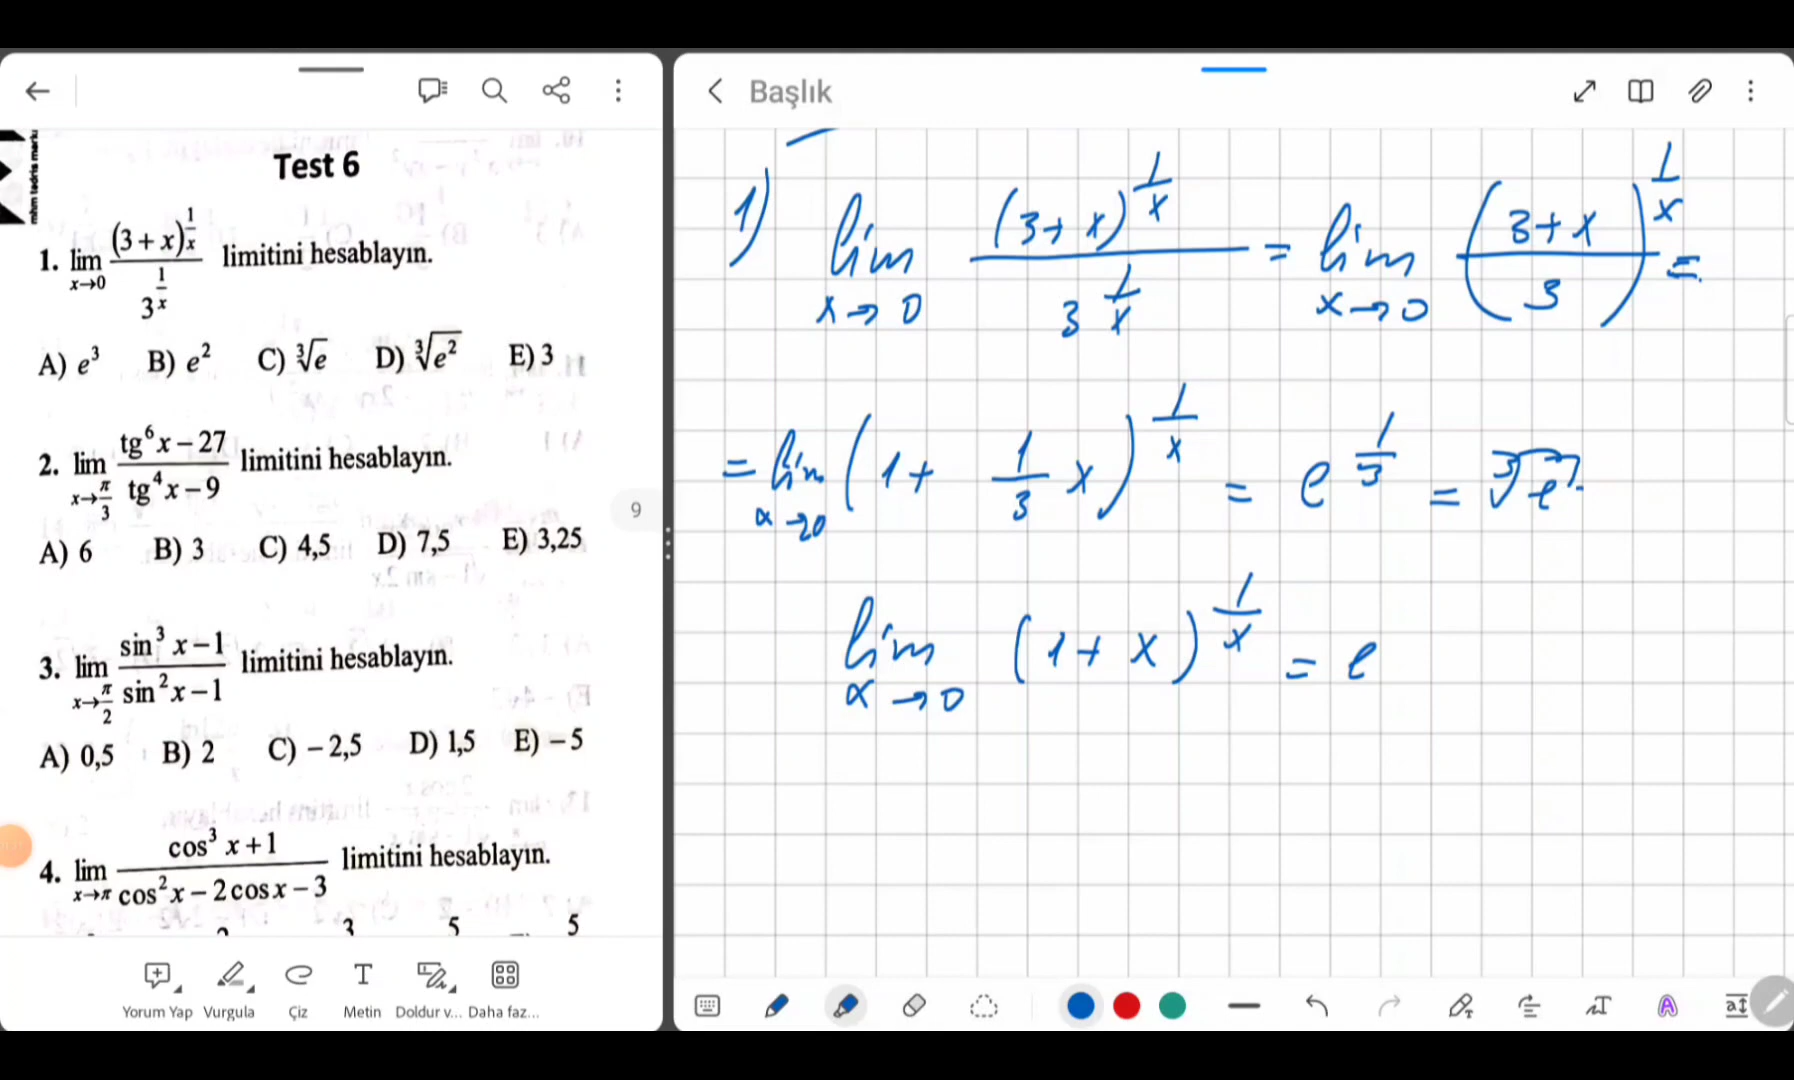 Başlık
mhm tədris mərkə
Test 6
1. lim x→0 (3+x)^(1/x) / 3^(1/x) limitini hesablayın.
A) e³ B) e² C) ∛e D) ∛e² E) 3
2. lim x→π/3 (tg⁶x−27)/(tg⁴x−9) limitini hesablayın.
A) 6 B) 3 C) 4,5 D) 7,5 E) 3,25
3. lim x→π/2 (sin³x−1)/(sin²x−1) limitini hesablayın.
A) 0,5 B) 2 C) −2,5 D) 1,5 E) −5
4. lim x→π (cos³x+1)/(cos²x−2cosx−3) limitini hesablayın.
9
Yorum Yap Vurgula Çiz Metin Doldur v... Daha faz...
1) lim x→0 (3+x)^(1/x) / 3^(1/x) = lim x→0 ((3+x)/3)^(1/x) =
= lim x→0 (1+ 1/3 x)^(1/x) = e^(1/3) = ∛e.
lim x→0 (1+x)^(1/x) = e